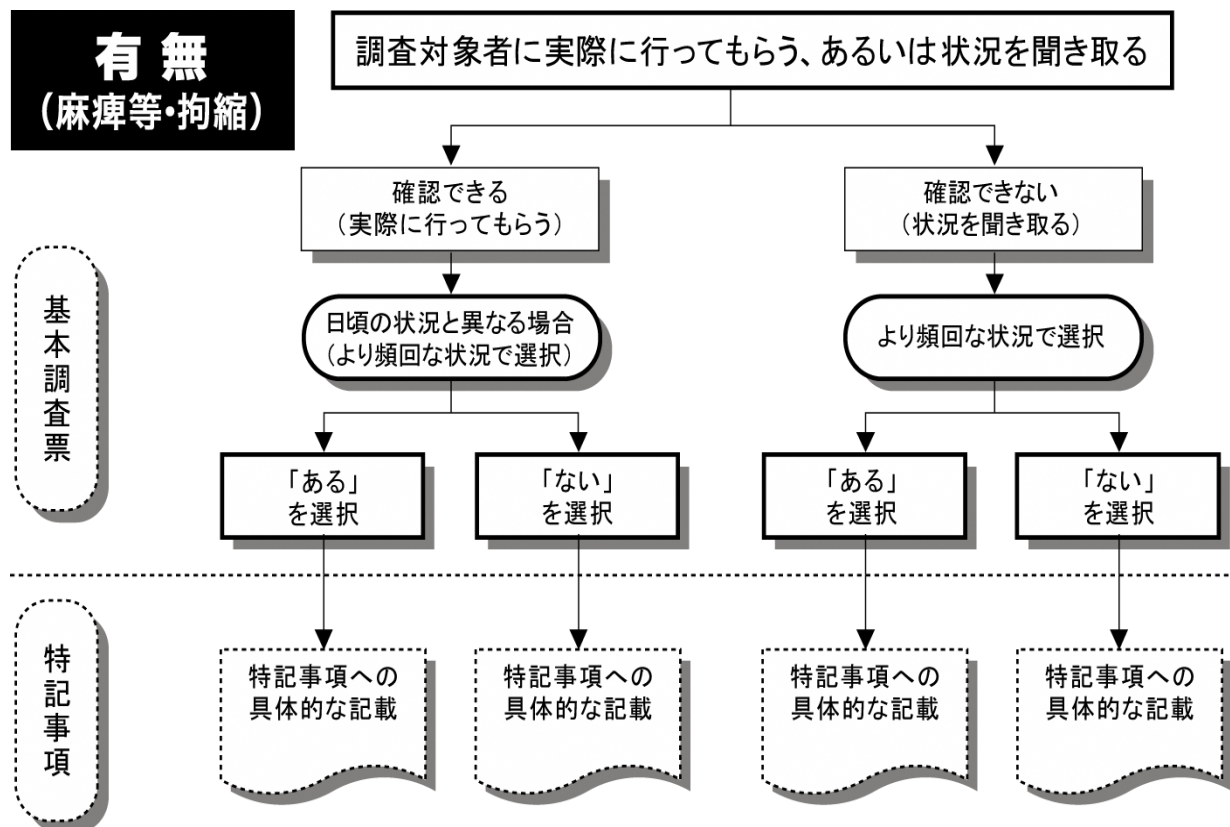 有 無
（麻痺等・拘縮）
調査対象者に実際に行ってもらう、あるいは状況を聞き取る
確認できる
（実際に行ってもらう）
確認できない
（状況を聞き取る）
基本調査票
日頃の状況と異なる場合
（より頻回な状況で選択）
より頻回な状況で選択
「ある」
を選択
「ない」
を選択
「ある」
を選択
「ない」
を選択
特記事項
特記事項への
具体的な記載
特記事項への
具体的な記載
特記事項への
具体的な記載
特記事項への
具体的な記載